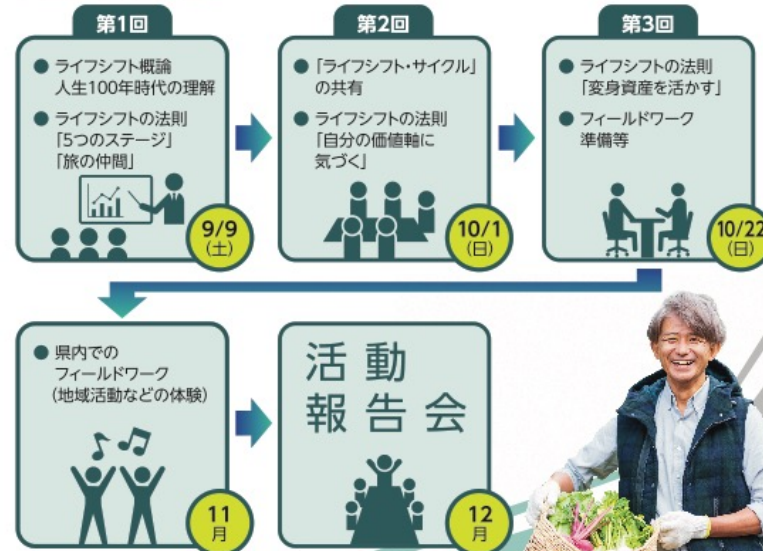 第1回
● ライフシフト概論
人生100年時代の理解
● ライフシフトの法則
「5つのステージ」
「旅の仲間」
9/9
(土)
第2回
● 「ライフシフト・サイクル」
の共有
● ライフシフトの法則
「自分の価値軸に
気づく」
10/1
(日)
第3回
● ライフシフトの法則
「変身資産を活かす」
● フィールドワーク
準備等
10/22
(日)
● 県内での
フィールドワーク
(地域活動などの体験)
11
月
活動
報告会
12
月